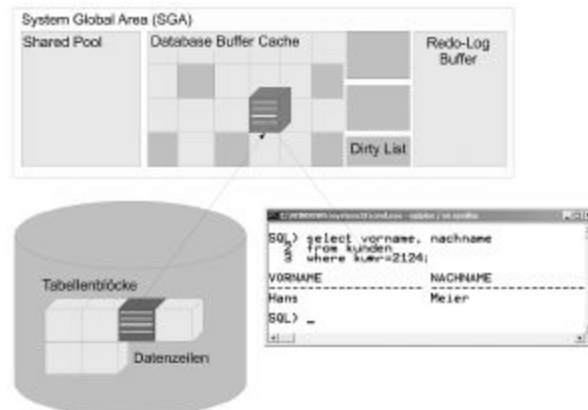 System Global Area (SGA)
Shared Pool
Database Buffer Cache
Redo-Log
Buffer
Dirty List
Tabellenblöcke
Datenzeilen
SQL> select vorname, nachname
2 from kunden
3 where kunr=2124;
VORNAME NACHNAME
Hans Meier
SQL> _